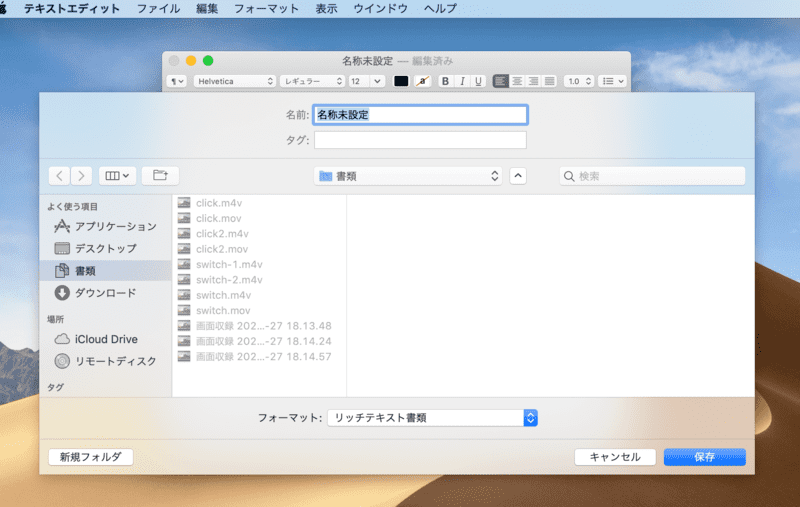 テキストエディット ファイル 編集 フォーマット 表示 ウインドウ ヘルプ
名称未設定 — 編集済み
Helvetica レギュラー 12 a B I U 1.0
名前: 名称未設定
タグ:
書類 検索
よく使う項目
アプリケーション
デスクトップ
書類
ダウンロード
場所
iCloud Drive
リモートディスク
タグ
click.m4v
click.mov
click2.m4v
click2.mov
switch-1.m4v
switch-2.m4v
switch.m4v
switch.mov
画面収録 202...-27 18.13.48
画面収録 202...-27 18.14.24
画面収録 202...-27 18.14.57
フォーマット: リッチテキスト書類
新規フォルダ キャンセル 保存